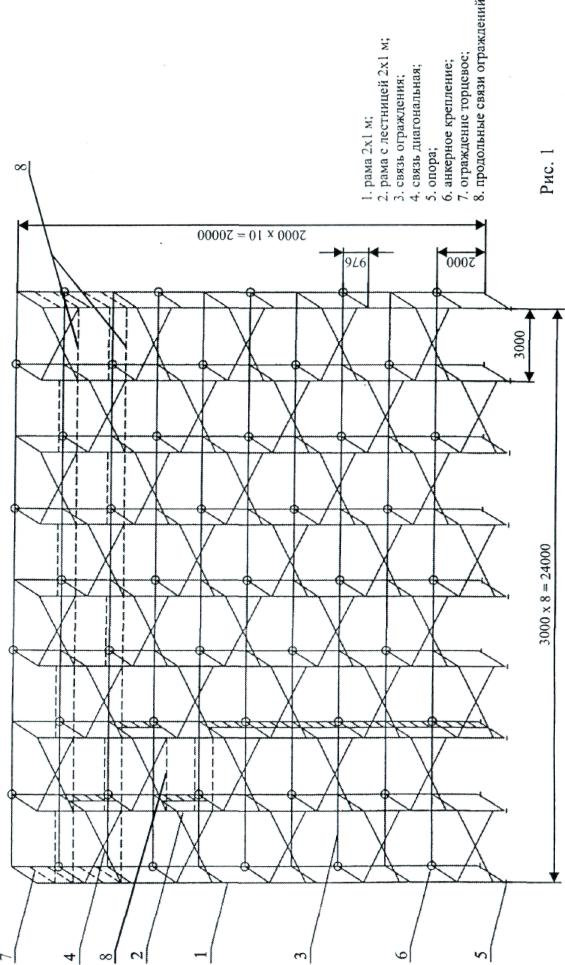 8
2000 x 10 = 20000
976
2000
3000
3000 x 8 = 24000
7
4
8
2
1
3
6
5
1. рама 2х1 м;
2. рама с лестницей 2х1 м;
3. связь ограждения;
4. связь диагональная;
5. опора;
6. анкерное крепление;
7. ограждение торцевое;
8. продольные связи ограждений
Рис. 1